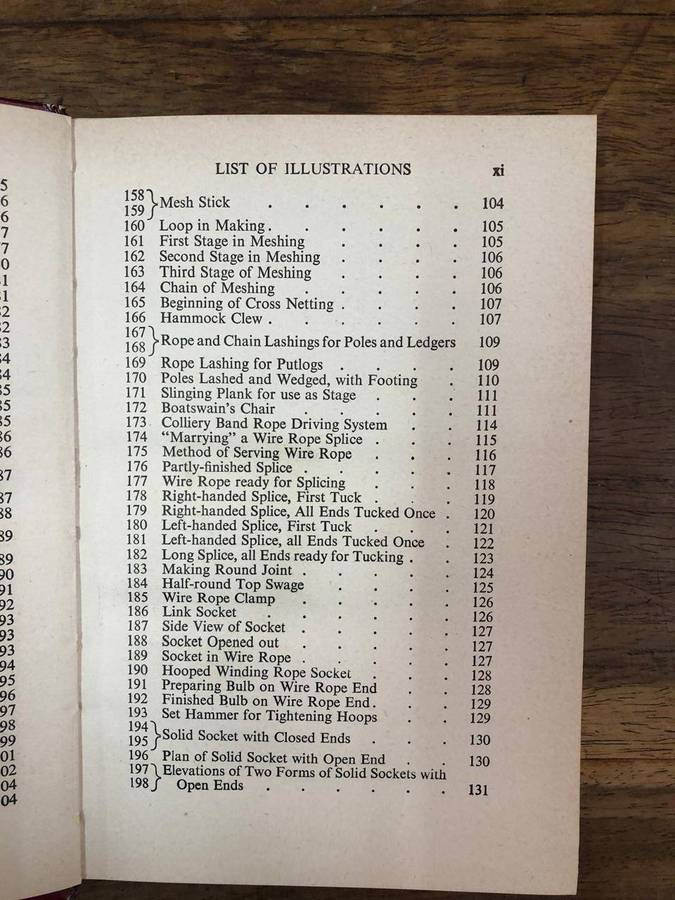 LIST OF ILLUSTRATIONS xi
158
159 } Mesh Stick . . . . . . 104
160 Loop in Making . . . . . . 105
161 First Stage in Meshing . . . . 105
162 Second Stage in Meshing . . . . 106
163 Third Stage of Meshing . . . . 106
164 Chain of Meshing . . . . . 106
165 Beginning of Cross Netting . . . . 107
166 Hammock Clew . . . . . . 107
167
168 } Rope and Chain Lashings for Poles and Ledgers 109
169 Rope Lashing for Putlogs . . . . 109
170 Poles Lashed and Wedged, with Footing . 110
171 Slinging Plank for use as Stage . . . 111
172 Boatswain's Chair . . . . . 111
173 Colliery Band Rope Driving System . . 114
174 "Marrying" a Wire Rope Splice . . . 115
175 Method of Serving Wire Rope . . . 116
176 Partly-finished Splice . . . . . 117
177 Wire Rope ready for Splicing . . . 118
178 Right-handed Splice, First Tuck . . . 119
179 Right-handed Splice, All Ends Tucked Once . 120
180 Left-handed Splice, First Tuck . . . 121
181 Left-handed Splice, all Ends Tucked Once . 122
182 Long Splice, all Ends ready for Tucking . . 123
183 Making Round Joint . . . . . 124
184 Half-round Top Swage . . . . 125
185 Wire Rope Clamp . . . . . 126
186 Link Socket . . . . . . 126
187 Side View of Socket . . . . . 127
188 Socket Opened out . . . . . 127
189 Socket in Wire Rope . . . . . 127
190 Hooped Winding Rope Socket . . . 128
191 Preparing Bulb on Wire Rope End . . 128
192 Finished Bulb on Wire Rope End . . . 129
193 Set Hammer for Tightening Hoops . . 129
194
195 } Solid Socket with Closed Ends . . . 130
196 Plan of Solid Socket with Open End . . 130
197 } Elevations of Two Forms of Solid Sockets with
198 Open Ends . . . . . . 131